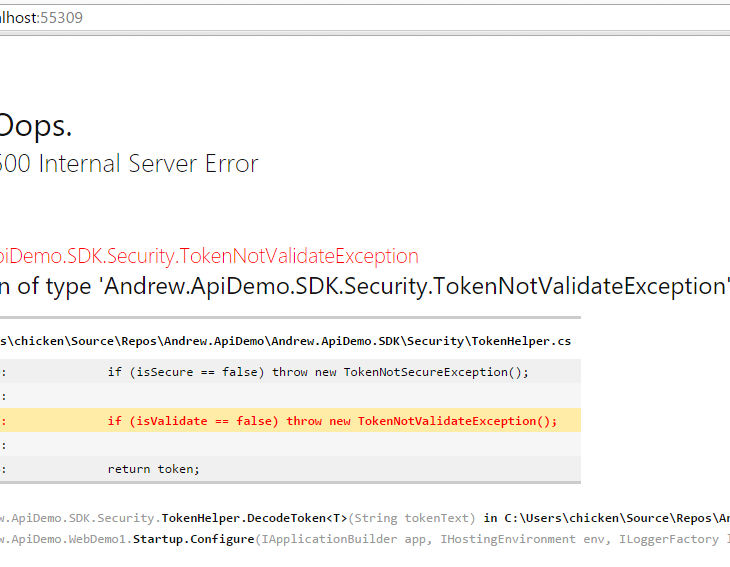 lhost:55309
Oops.
500 Internal Server Error
piDemo.SDK.Security.TokenNotValidateException
n of type 'Andrew.ApiDemo.SDK.Security.TokenNotValidateException'
s\chicken\Source\Repos\Andrew.ApiDemo\Andrew.ApiDemo.SDK\Security\TokenHelper.cs
: if (isSecure == false) throw new TokenNotSecureException();
:
: if (isValidate == false) throw new TokenNotValidateException();
:
: return token;
w.ApiDemo.SDK.Security.TokenHelper.DecodeToken<T>(String tokenText) in C:\Users\chicken\Source\Repos\An
w.ApiDemo.WebDemo1.Startup.Configure(IApplicationBuilder app, IHostingEnvironment env, ILoggerFactory